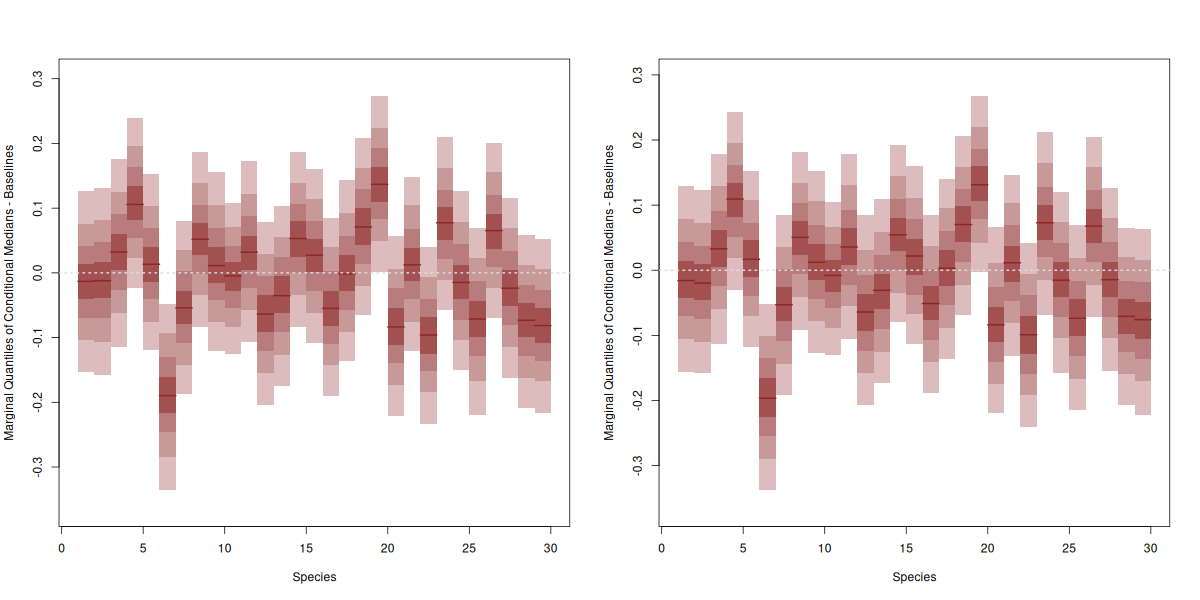 Marginal Quantiles of Conditional Medians - Baselines
0.3
0.2
0.1
0.0
-0.1
-0.2
-0.3
0 5 10 15 20 25 30
Species
Marginal Quantiles of Conditional Medians - Baselines
0.3
0.2
0.1
0.0
-0.1
-0.2
-0.3
0 5 10 15 20 25 30
Species